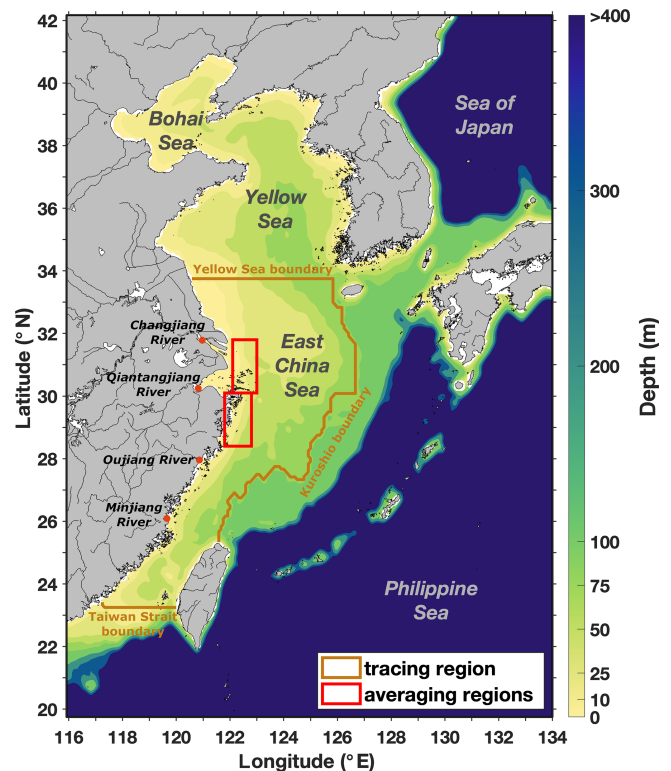 42
40
38
36
34
32
30
28
26
24
22
20
Latitude (° N)
116
118
120
122
124
126
128
130
132
134
Longitude (° E)
Bohai
Sea
Yellow
Sea
Sea of
Japan
Yellow Sea boundary
Changjiang
River
East
China
Sea
Qiantangjiang
River
Kuroshio boundary
Oujiang River
Minjiang
River
Philippine
Sea
Taiwan Strait
boundary
tracing region
averaging regions
>400
300
200
100
75
50
25
10
0
Depth (m)